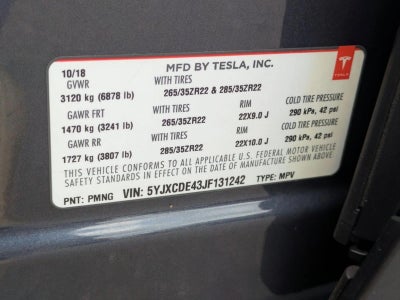 10/18 MFD BY TESLA, INC.
GVWR WITH TIRES
3120 kg (6878 lb) 265/35ZR22 & 285/35ZR22
GAWR FRT WITH TIRES RIM COLD TIRE PRESSURE
1470 kg (3241 lb) 265/35ZR22 22X9.0 J 290 kPa, 42 psi
GAWR RR WITH TIRES RIM COLD TIRE PRESSURE
1727 kg (3807 lb) 285/35ZR22 22X10.0 J 290 kPa, 42 psi
THIS VEHICLE CONFORMS TO ALL APPLICABLE U.S. FEDERAL MOTOR VEHICLE
SAFETY STANDARDS IN EFFECT ON THE DATE OF MANUFACTURE SHOWN ABOVE.
PNT: PMNG VIN: 5YJXCDE43JF131242 TYPE: MPV
TESLA